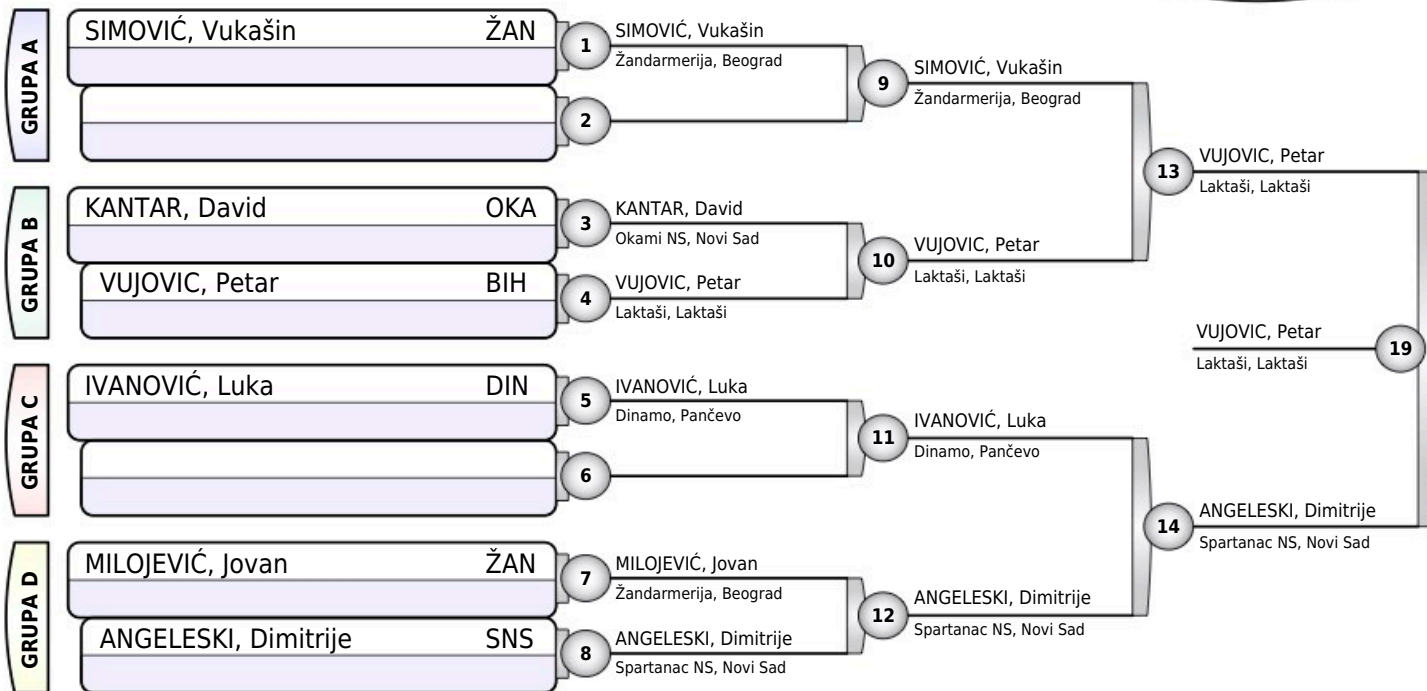 GRUPA A
SIMOVIĆ, Vukašin ŽAN
1
SIMOVIĆ, Vukašin
Žandarmerija, Beograd
2
9
SIMOVIĆ, Vukašin
Žandarmerija, Beograd
GRUPA B
KANTAR, David OKA
3
KANTAR, David
Okami NS, Novi Sad
VUJOVIC, Petar BIH
4
VUJOVIC, Petar
Laktaši, Laktaši
10
VUJOVIC, Petar
Laktaši, Laktaši
13
VUJOVIC, Petar
Laktaši, Laktaši
GRUPA C
IVANOVIĆ, Luka DIN
5
IVANOVIĆ, Luka
Dinamo, Pančevo
6
11
IVANOVIĆ, Luka
Dinamo, Pančevo
GRUPA D
MILOJEVIĆ, Jovan ŽAN
7
MILOJEVIĆ, Jovan
Žandarmerija, Beograd
ANGELESKI, Dimitrije SNS
8
ANGELESKI, Dimitrije
Spartanac NS, Novi Sad
12
ANGELESKI, Dimitrije
Spartanac NS, Novi Sad
14
ANGELESKI, Dimitrije
Spartanac NS, Novi Sad
VUJOVIC, Petar
Laktaši, Laktaši
19